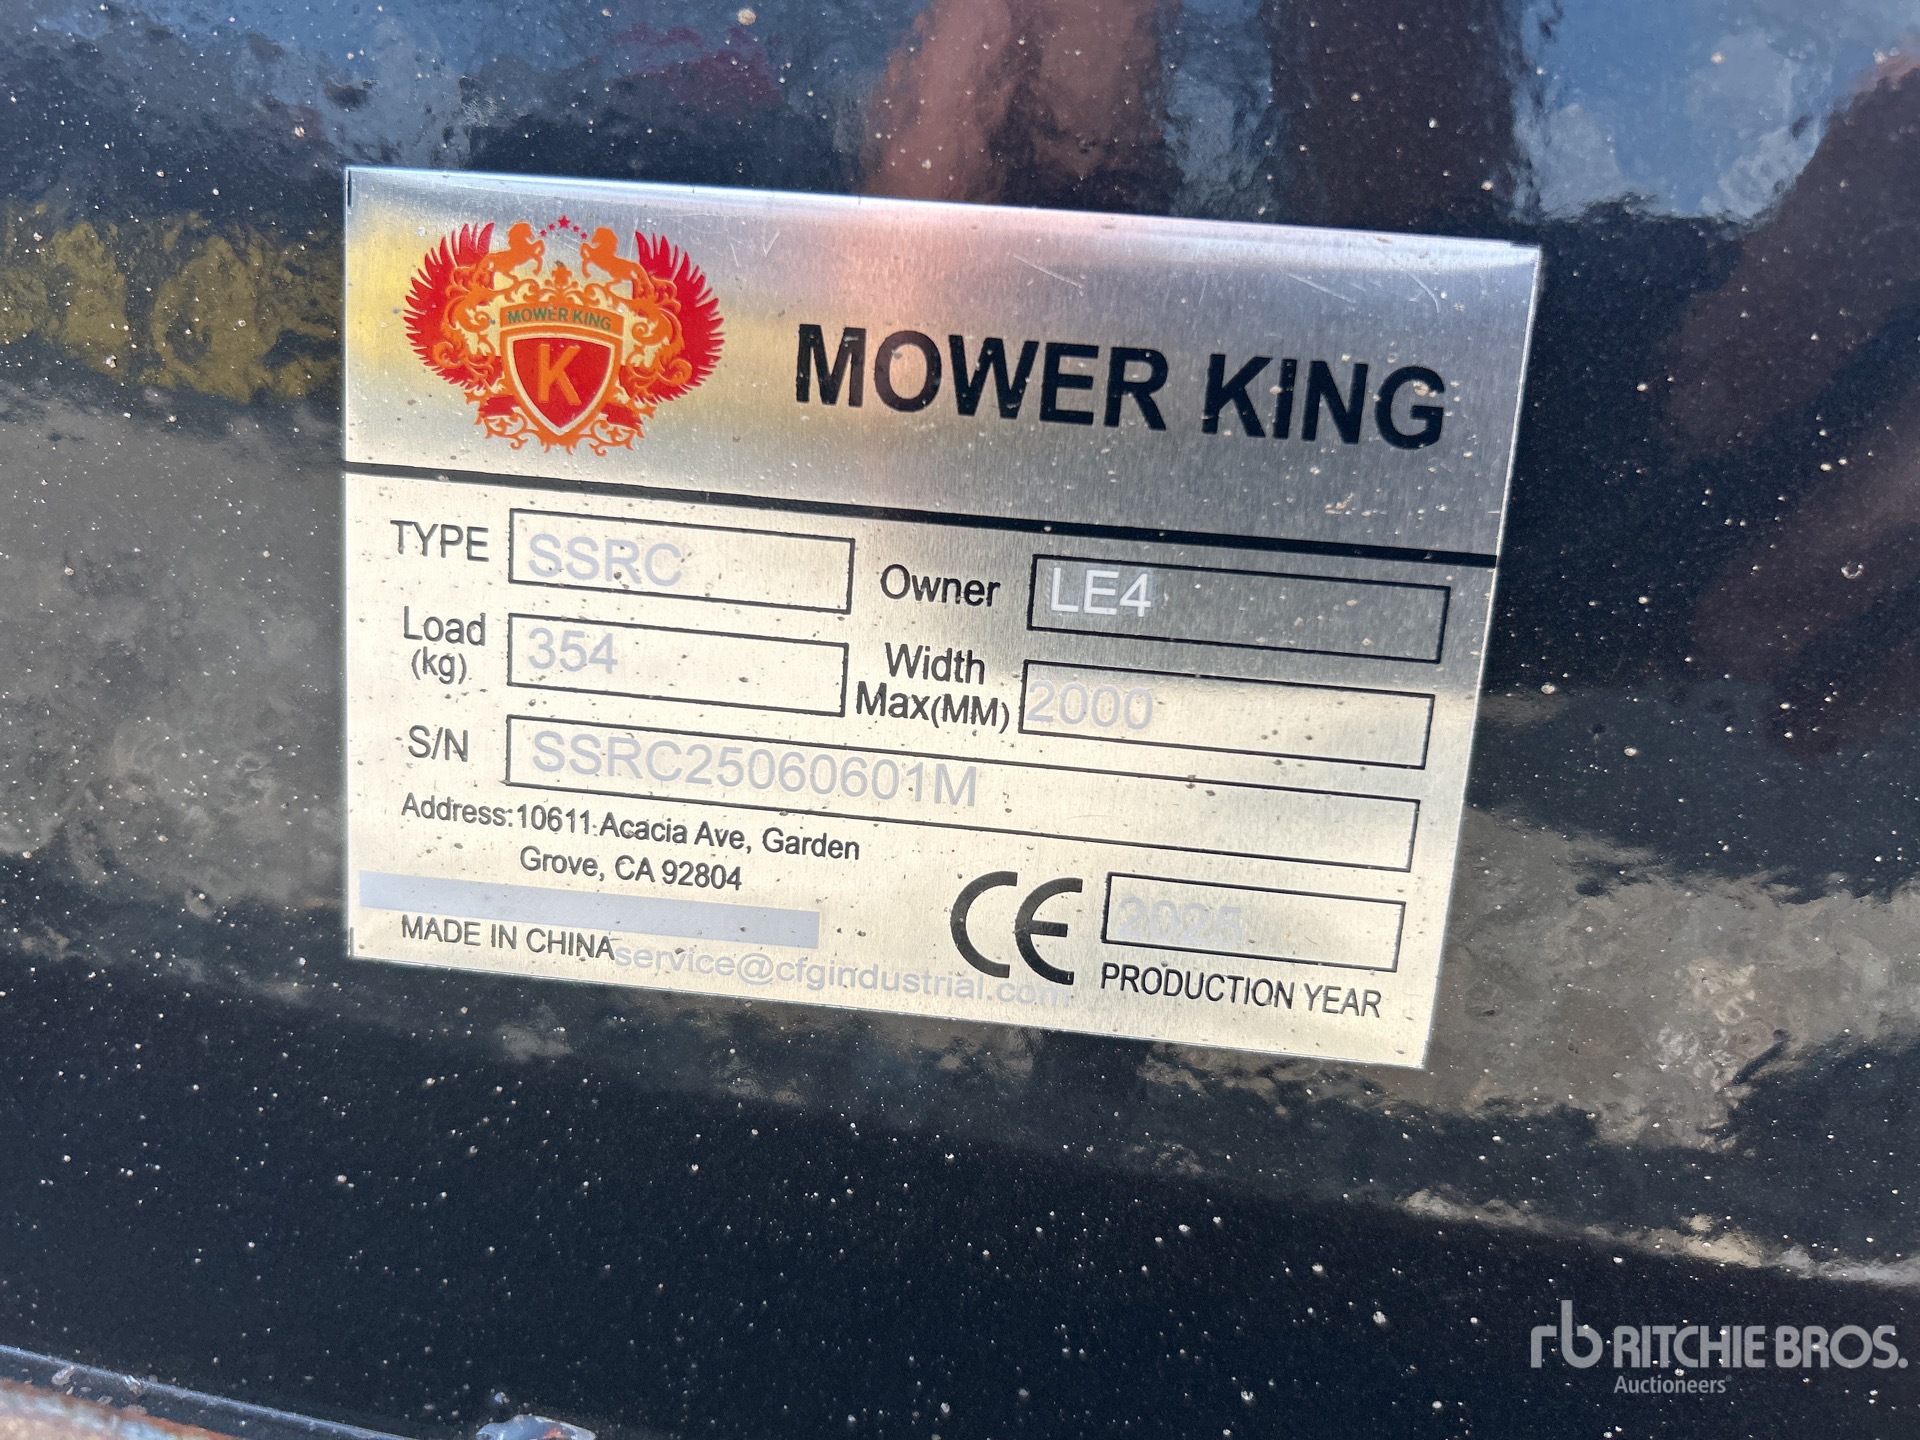 MOWER KING
K
MOWER KING
TYPE SSRC Owner LE4
Load (kg) 354 Width Max(MM) 2000
S/N SSRC25060601M
Address:10611 Acacia Ave, Garden
Grove, CA 92804
CE 2025
MADE IN CHINA service@cfgindustrial.com PRODUCTION YEAR
rb RITCHIE BROS.
Auctioneers